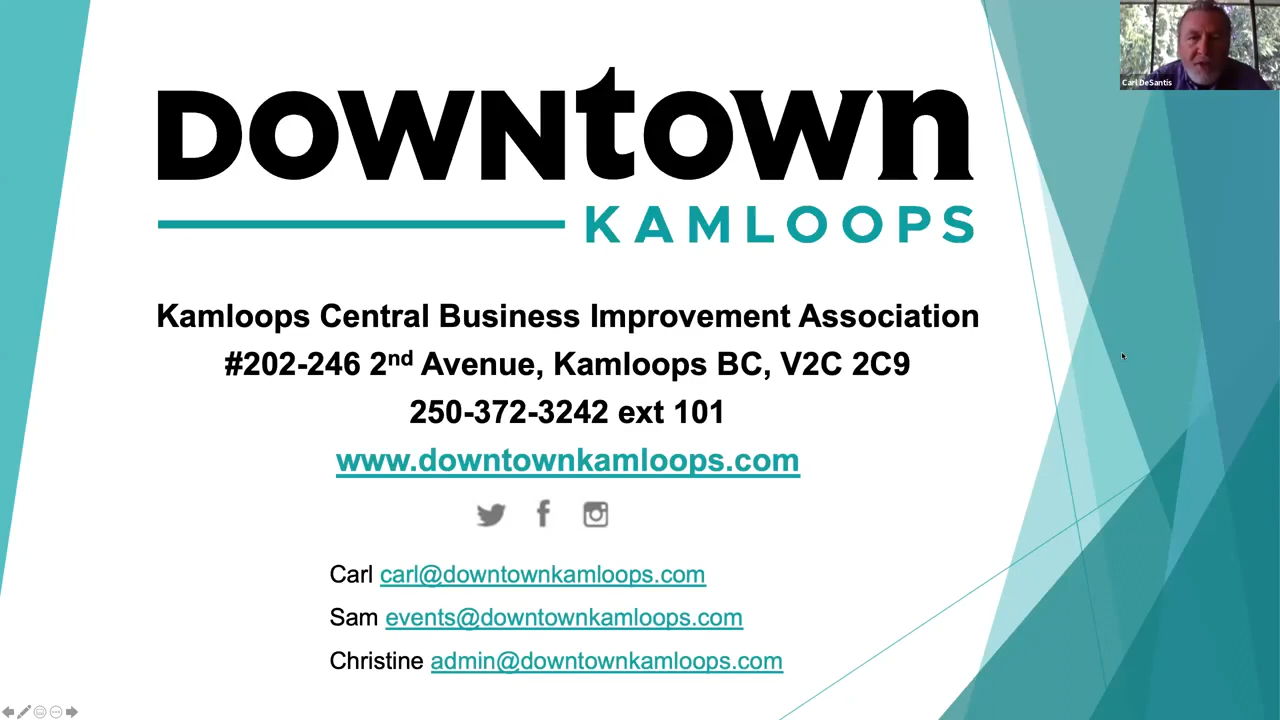 DOWNtown
KAMLOOPS
Carl DeSantis
Kamloops Central Business Improvement Association
#202-246 2nd Avenue, Kamloops BC, V2C 2C9
250-372-3242 ext 101
www.downtownkamloops.com
Carl carl@downtownkamloops.com
Sam events@downtownkamloops.com
Christine admin@downtownkamloops.com